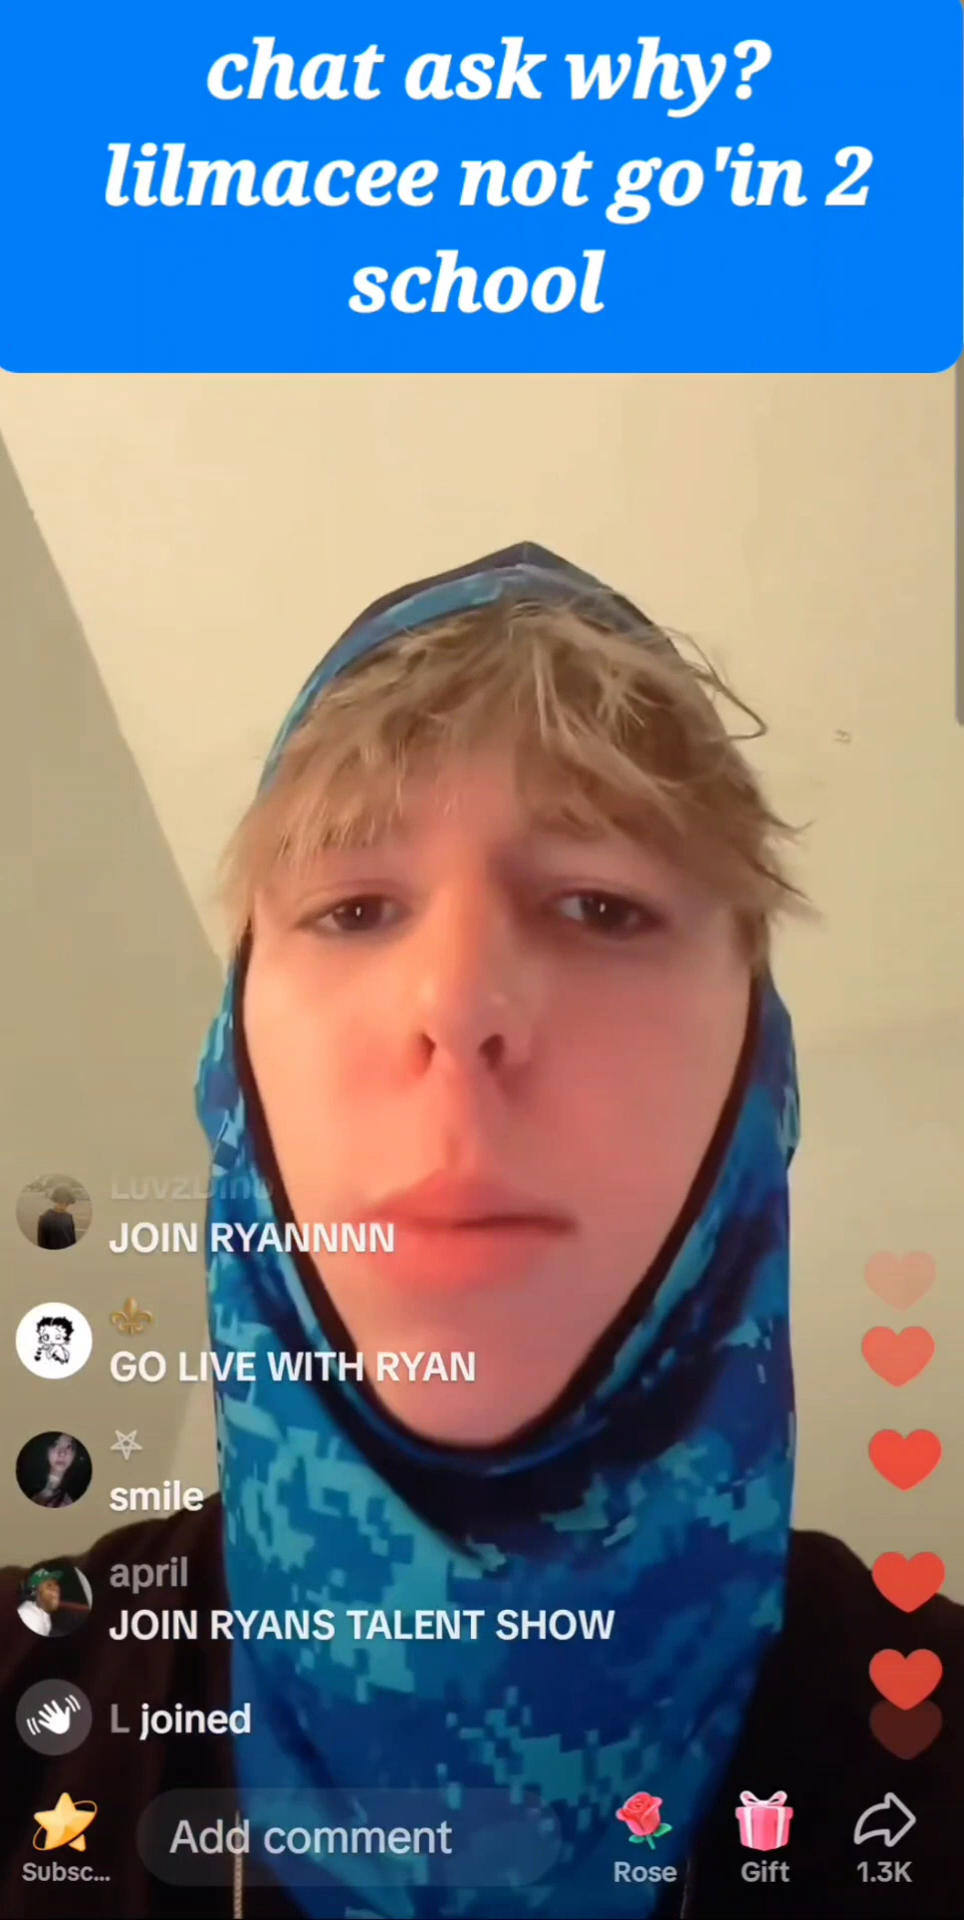 chat ask why?
lilmacee not go'in 2
school
Luv2Dino
JOIN RYANNNN
⚜
GO LIVE WITH RYAN
⛧
smile
april
JOIN RYANS TALENT SHOW
L joined
Subsc...
Add comment
Rose
Gift
1.3K